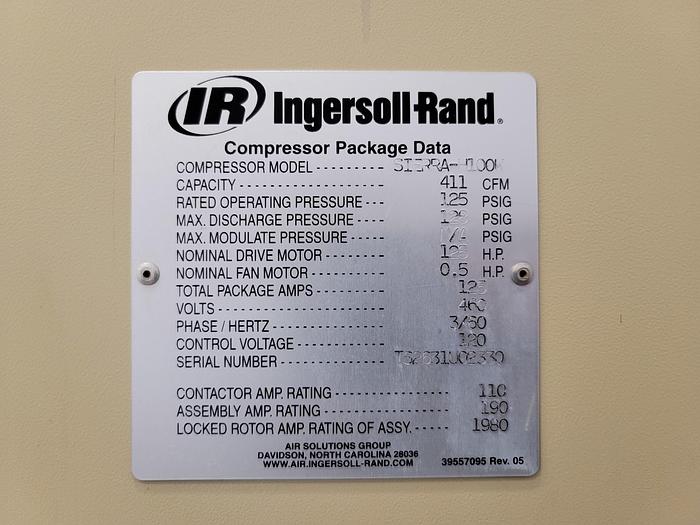 IR Ingersoll-Rand®
Compressor Package Data
COMPRESSOR MODEL - - - - - - - - -
CAPACITY - - - - - - - - - - - - - - - - - - - 411 CFM
RATED OPERATING PRESSURE - - - 125 PSIG
MAX. DISCHARGE PRESSURE - - - - 128 PSIG
MAX. MODULATE PRESSURE - - - - PSIG
NOMINAL DRIVE MOTOR - - - - - - - - H.P.
NOMINAL FAN MOTOR - - - - - - - - - - 0.5 H.P.
TOTAL PACKAGE AMPS - - - - - - - - -
VOLTS - - - - - - - - - - - - - - - - - - - - - - 460
PHASE / HERTZ - - - - - - - - - - - - - - - 3/60
CONTROL VOLTAGE - - - - - - - - - - - - 120
SERIAL NUMBER - - - - - - - - - - - - - -
CONTACTOR AMP. RATING - - - - - - - - - - - - - - - 110
ASSEMBLY AMP. RATING - - - - - - - - - - - - - - - - 190
LOCKED ROTOR AMP. RATING OF ASSY. - - - - - 1980
AIR SOLUTIONS GROUP
DAVIDSON, NORTH CAROLINA 28036
WWW.AIR.INGERSOLL-RAND.COM 39557095 Rev. 05